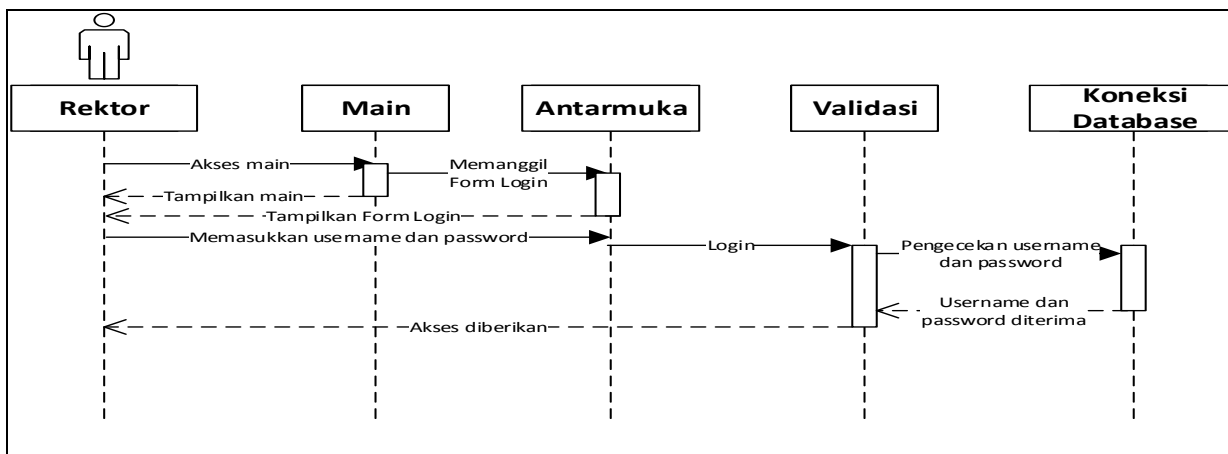 Rektor
Main
Antarmuka
Validasi
Koneksi
Database
Akses main
Memanggil
Form Login
Tampilkan main
Tampilkan Form Login
Memasukkan username dan password
Login
Pengecekan username
dan password
Username dan
password diterima
Akses diberikan